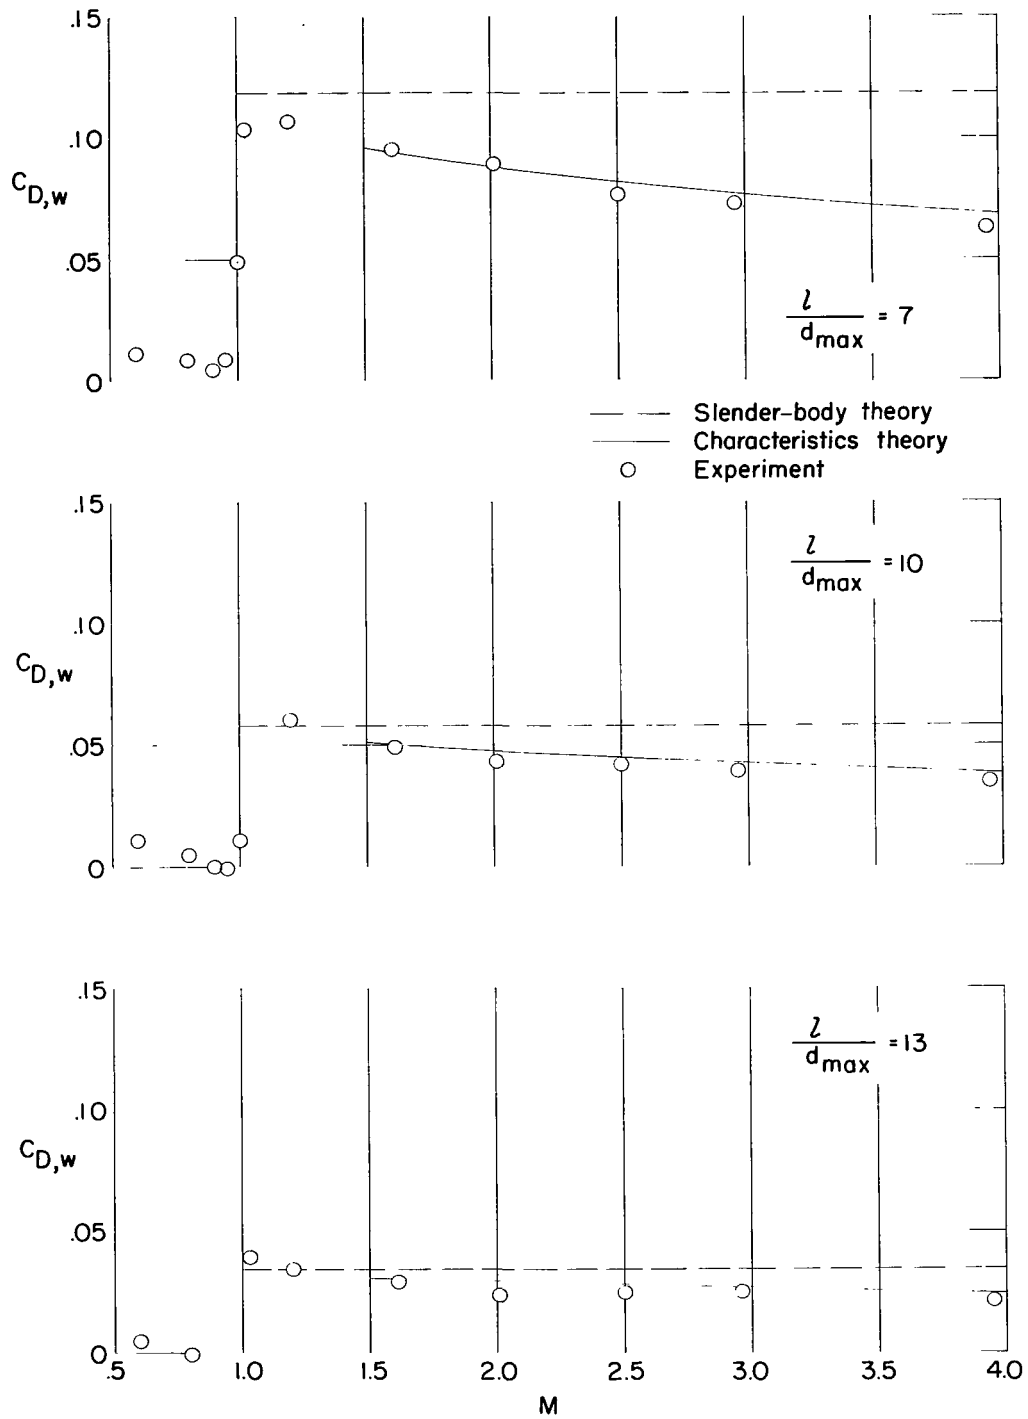 .15
.10
C_D,w
.05
0
l/d_max = 7
Slender-body theory
Characteristics theory
Experiment
.15
l/d_max = 10
.10
C_D,w
.05
0
.15
l/d_max = 13
.10
C_D,w
.05
0
.5 1.0 1.5 2.0 2.5 3.0 3.5 4.0
M